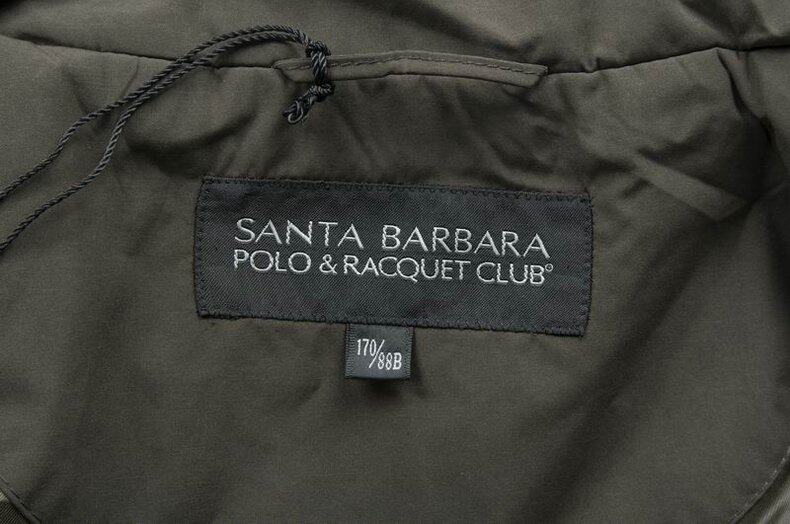 SANTA BARBARA
POLO & RACQUET CLUB®
170/88B